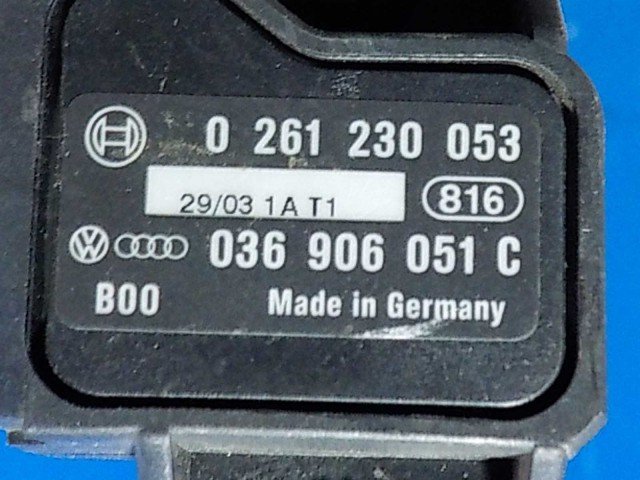 0 261 230 053
29/03 1A T1
816
036 906 051 C
B00 Made in Germany